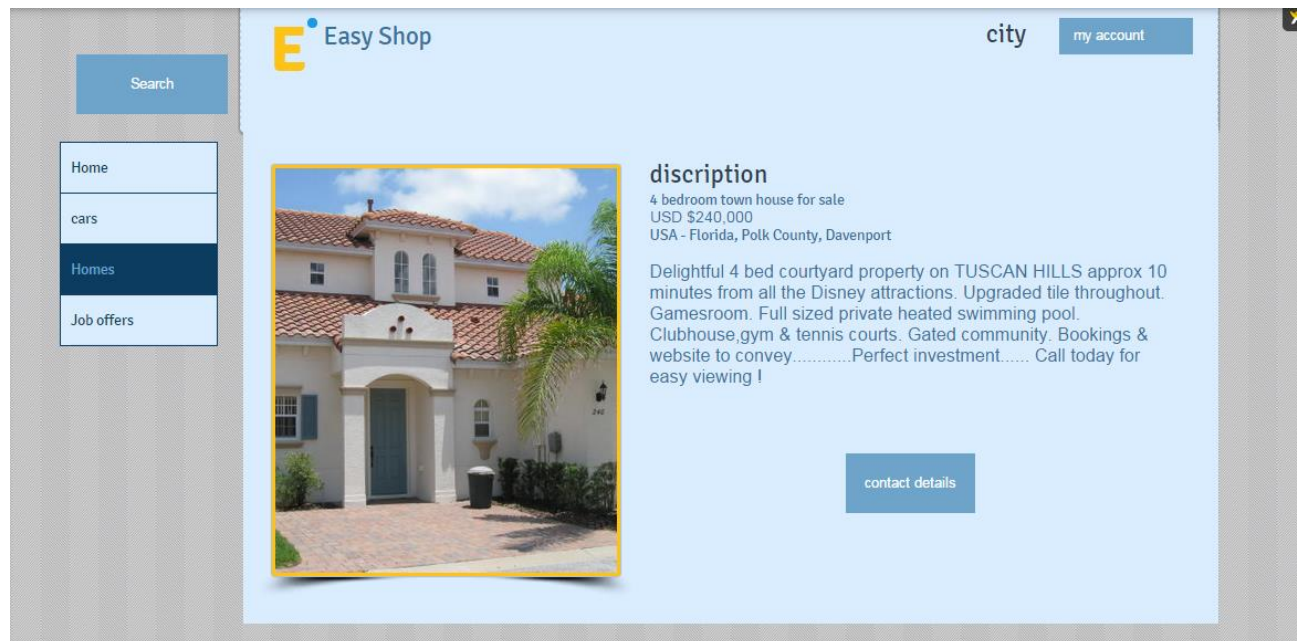 E
Easy Shop
city
my account
Search
Home
cars
Homes
Job offers
discription
4 bedroom town house for sale
USD $240,000
USA - Florida, Polk County, Davenport
Delightful 4 bed courtyard property on TUSCAN HILLS approx 10
minutes from all the Disney attractions. Upgraded tile throughout.
Gamesroom. Full sized private heated swimming pool.
Clubhouse,gym & tennis courts. Gated community. Bookings &
website to convey...........Perfect investment...... Call today for
easy viewing !
240
contact details